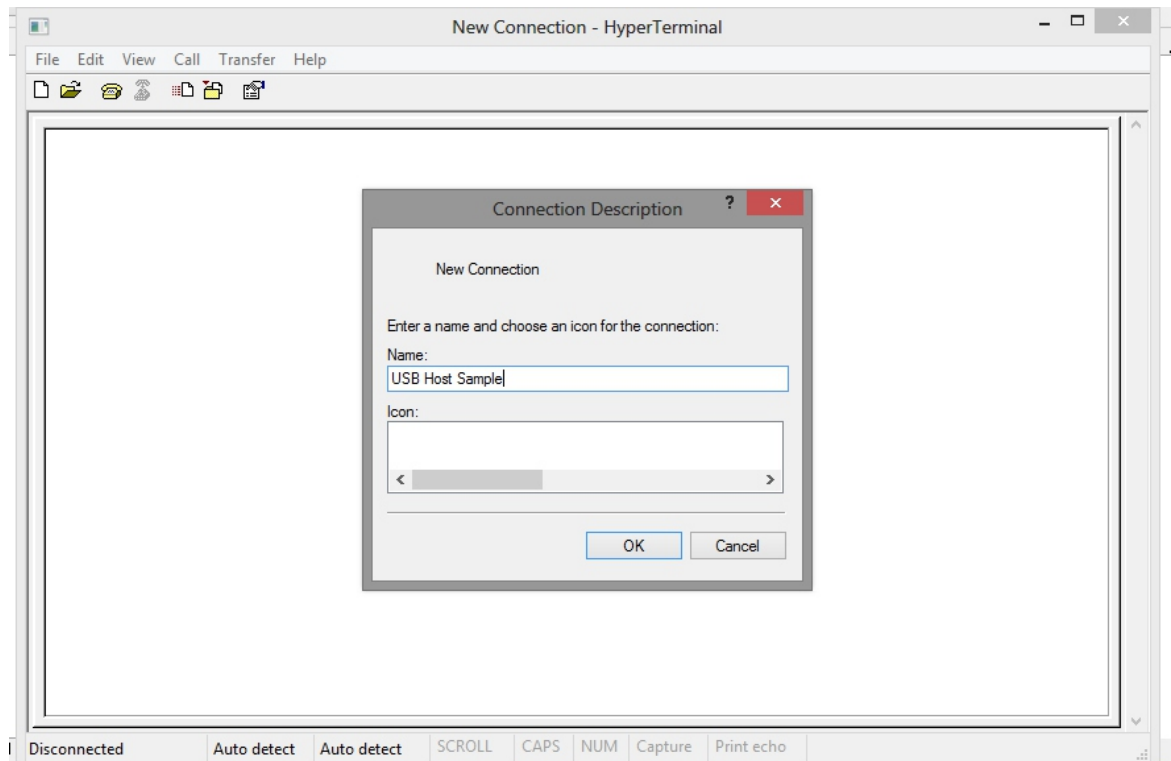 New Connection - HyperTerminal
File Edit View Call Transfer Help
Connection Description ?
New Connection
Enter a name and choose an icon for the connection:
Name:
USB Host Sample
Icon:
OK Cancel
Disconnected Auto detect Auto detect SCROLL CAPS NUM Capture Print echo